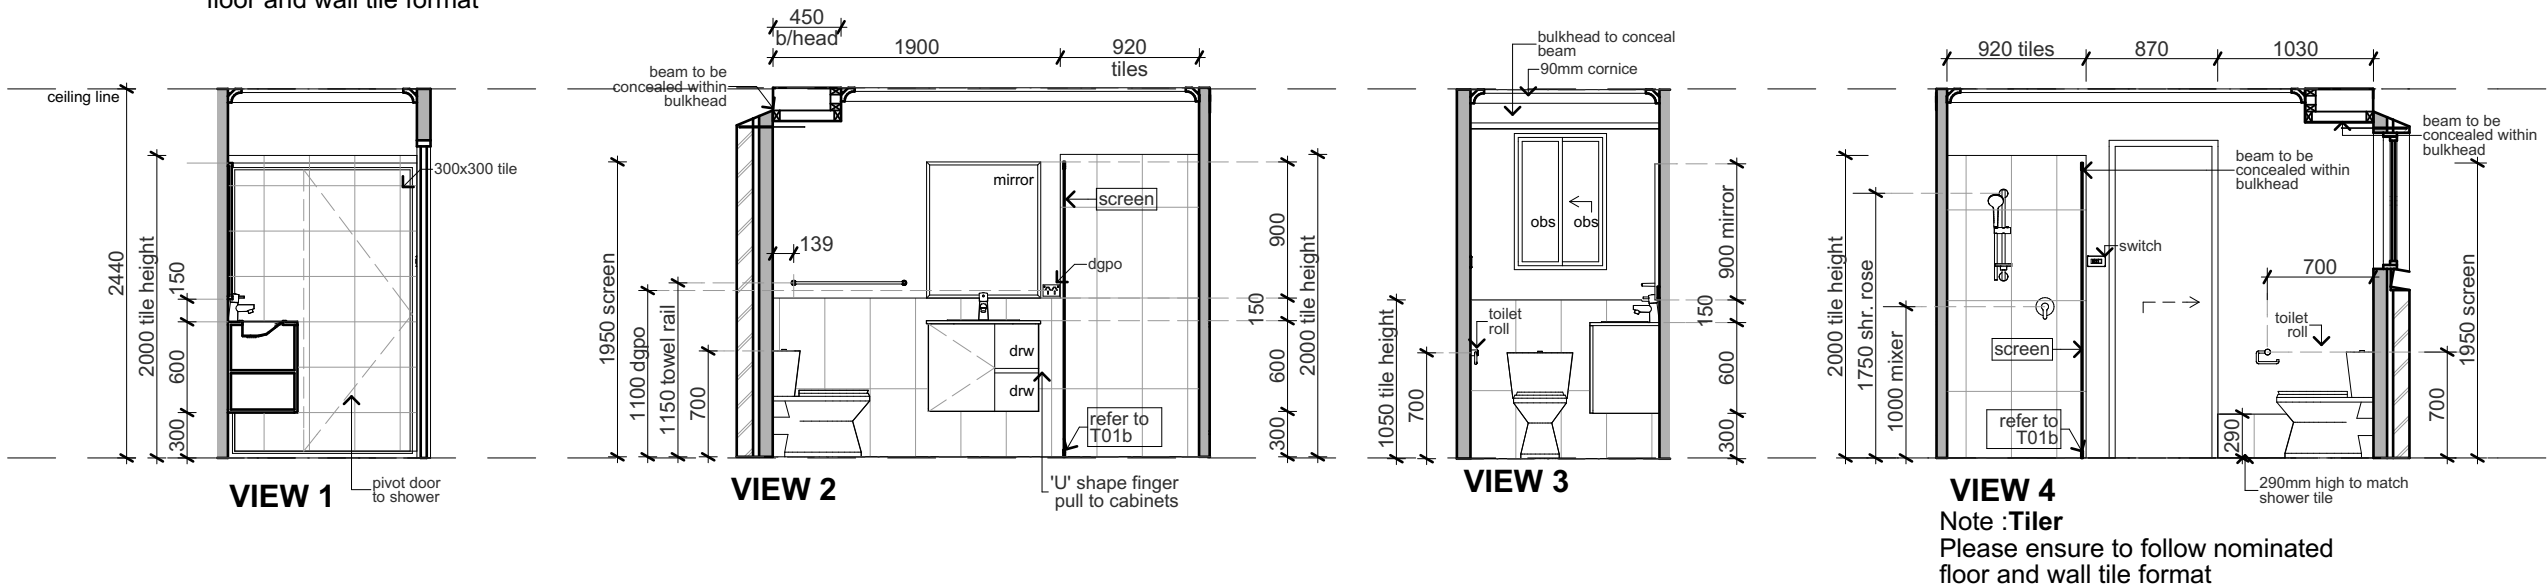 floor and wall tile format
ceiling line
2440
2000 tile height
150
600
300
300x300 tile
pivot door
to shower
VIEW 1
450
b/head
1900
920
tiles
beam to be
concealed within
bulkhead
mirror
screen
139
dgpo
1950 screen
1100 dgpo
1150 towel rail
700
drw
drw
refer to
T01b
900
150
600
300
2000 tile height
'U' shape finger
pull to cabinets
VIEW 2
bulkhead to conceal
beam
90mm cornice
obs
obs
toilet
roll
1050 tile height
700
900 mirror
150
600
300
VIEW 3
920 tiles
870
1030
beam to be
concealed within
bulkhead
beam to be
concealed within
bulkhead
switch
700
toilet
roll
screen
refer to
T01b
2000 tile height
1750 shr. rose
1000 mixer
290
700
1950 screen
290mm high to match
shower tile
VIEW 4
Note :Tiler
Please ensure to follow nominated
floor and wall tile format